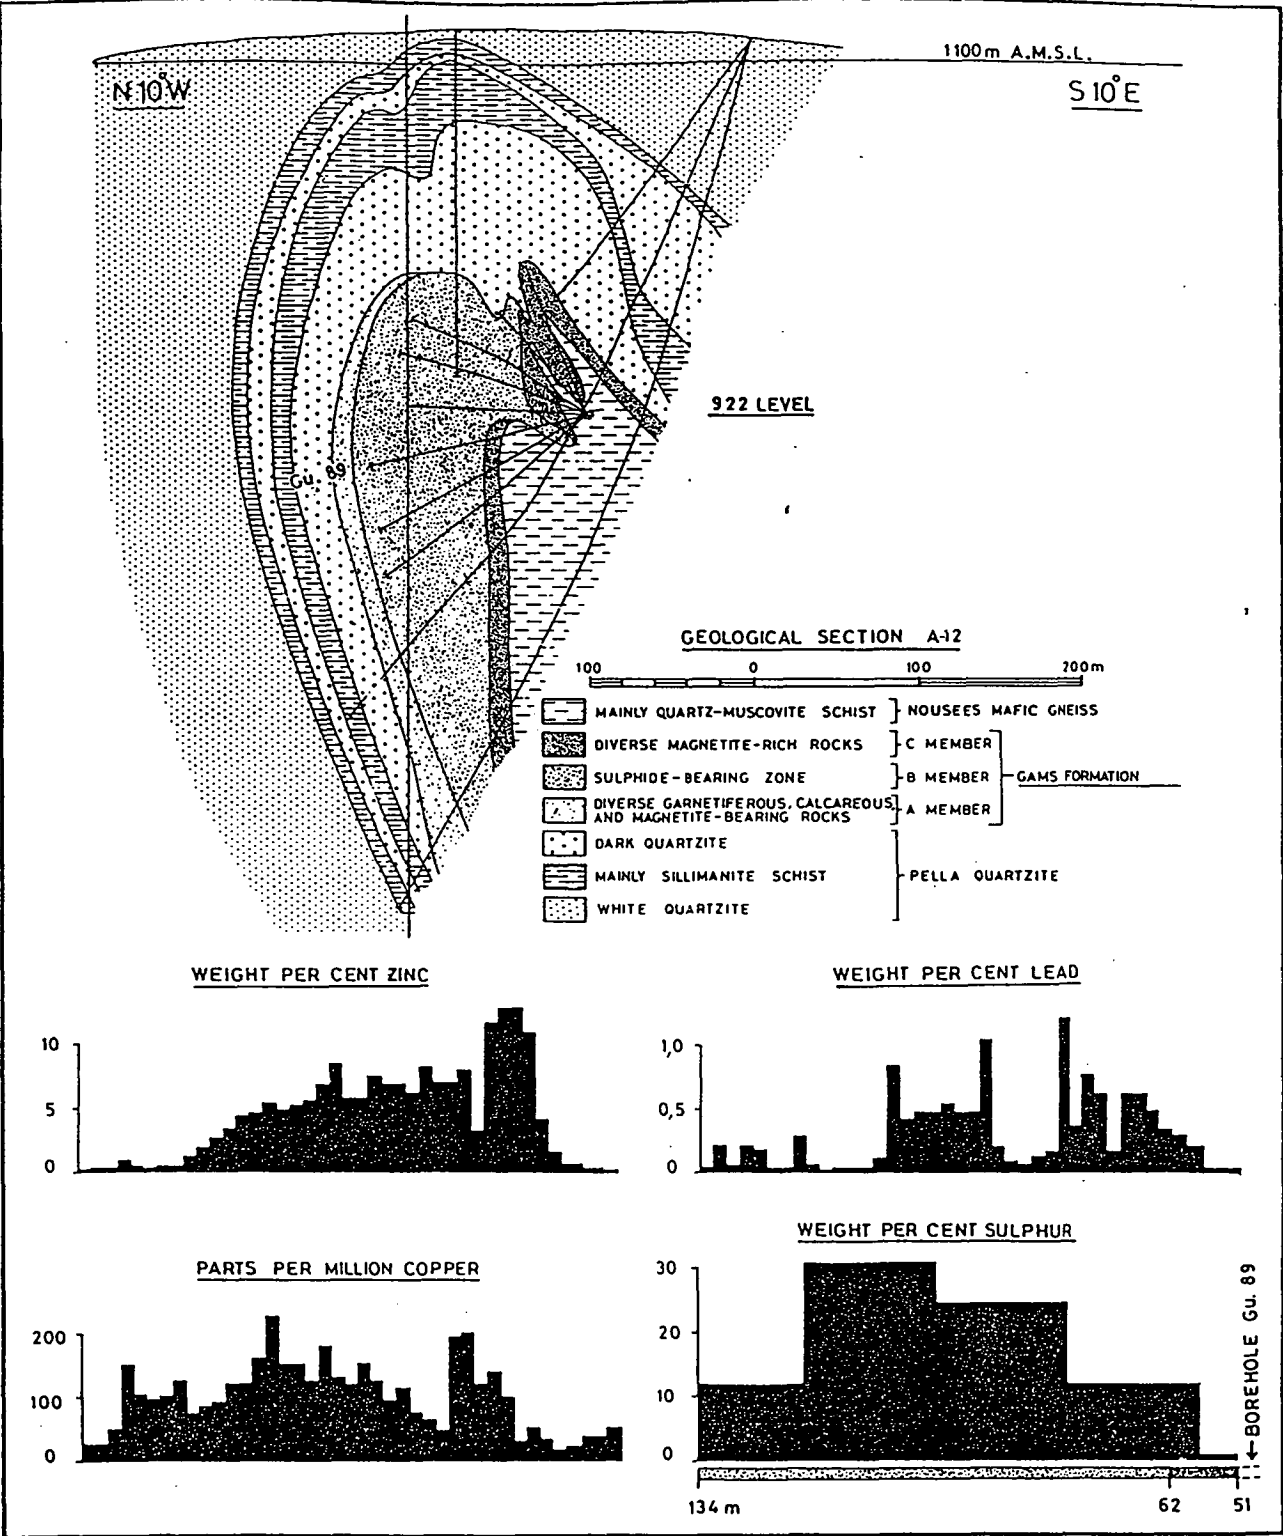 1100m A.M.S.L.
N 10°W
S 10°E
922 LEVEL
Gu. 89
GEOLOGICAL SECTION A-12
100 0 100 200m
MAINLY QUARTZ-MUSCOVITE SCHIST NOUSEES MAFIC GNEISS
DIVERSE MAGNETITE-RICH ROCKS C MEMBER
SULPHIDE-BEARING ZONE B MEMBER GAMS FORMATION
DIVERSE GARNETIFEROUS, CALCAREOUS
AND MAGNETITE-BEARING ROCKS A MEMBER
DARK QUARTZITE
MAINLY SILLIMANITE SCHIST PELLA QUARTZITE
WHITE QUARTZITE
WEIGHT PER CENT ZINC
10
5
0
WEIGHT PER CENT LEAD
1,0
0,5
0
PARTS PER MILLION COPPER
200
100
0
WEIGHT PER CENT SULPHUR
30
20
10
0
134 m 62 51
BOREHOLE Gu. 89